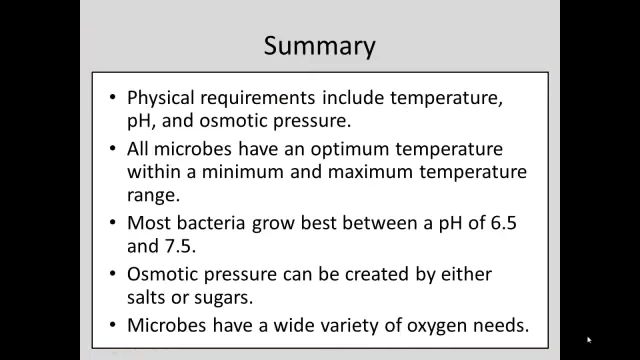 Summary
• Physical requirements include temperature,
pH, and osmotic pressure.
• All microbes have an optimum temperature
within a minimum and maximum temperature
range.
• Most bacteria grow best between a pH of 6.5
and 7.5.
• Osmotic pressure can be created by either
salts or sugars.
• Microbes have a wide variety of oxygen needs.